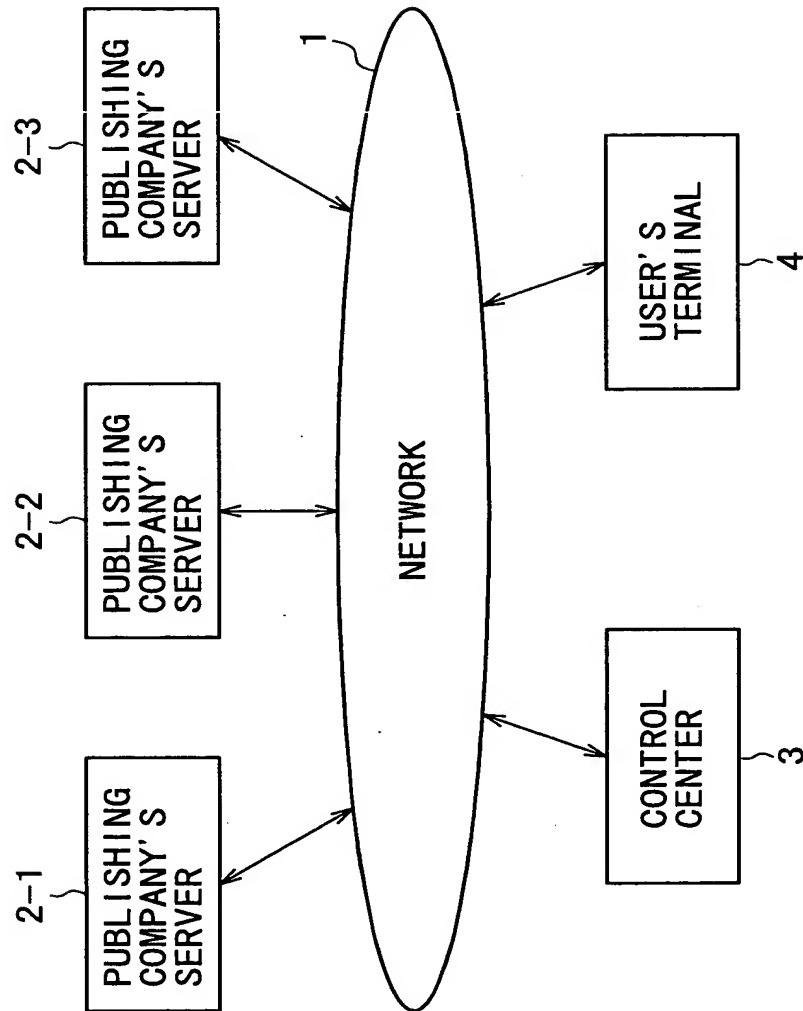 2-1
PUBLISHING
COMPANY'S
SERVER
2-2
PUBLISHING
COMPANY'S
SERVER
2-3
PUBLISHING
COMPANY'S
SERVER
1
NETWORK
CONTROL
CENTER
3
USER'S
TERMINAL
4